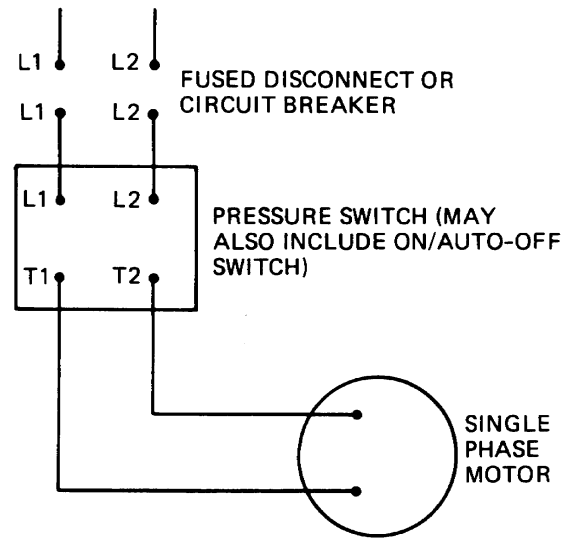 L1 L2
FUSED DISCONNECT OR
CIRCUIT BREAKER
L1 L2
L1 L2
PRESSURE SWITCH (MAY
ALSO INCLUDE ON/AUTO-OFF
SWITCH)
T1 T2
SINGLE
PHASE
MOTOR